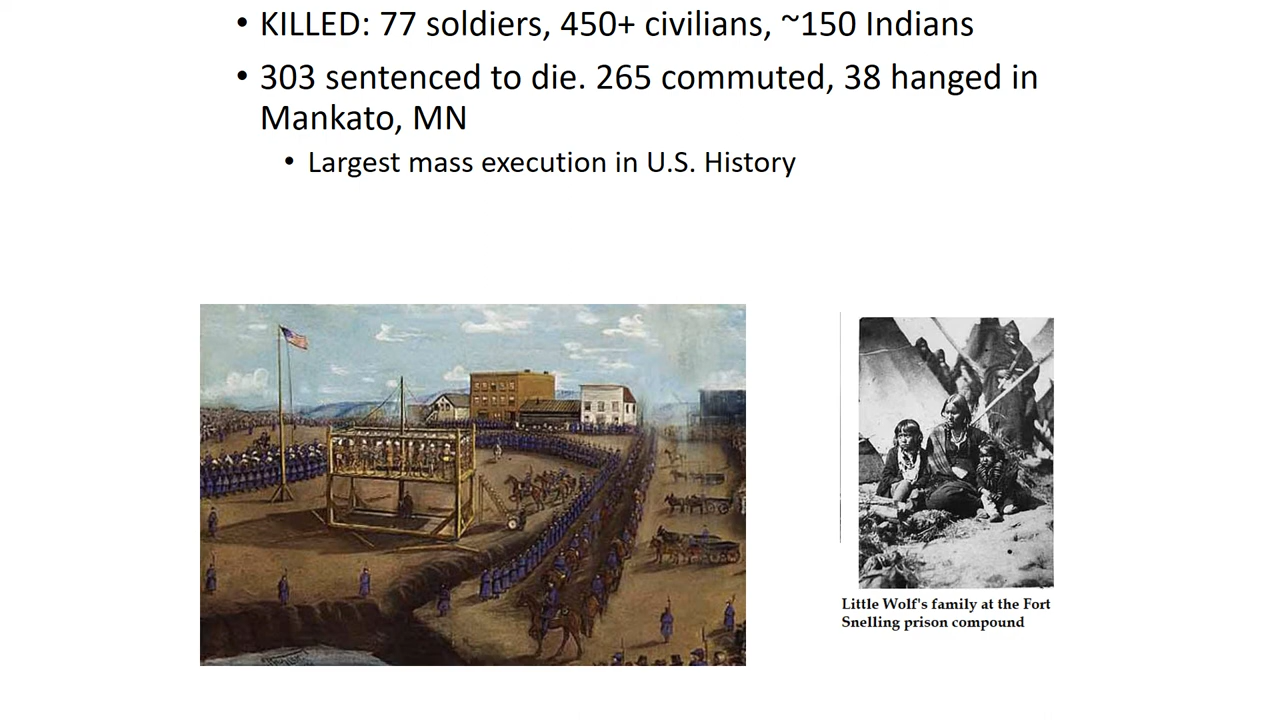 • KILLED: 77 soldiers, 450+ civilians, ~150 Indians
• 303 sentenced to die. 265 commuted, 38 hanged in
Mankato, MN
• Largest mass execution in U.S. History
Little Wolf's family at the Fort
Snelling prison compound